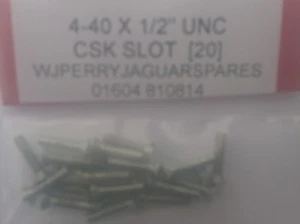 4-40 X 1/2" UNC
CSK SLOT [20]
WJPERRYJAGUARSPARES
01604 810814